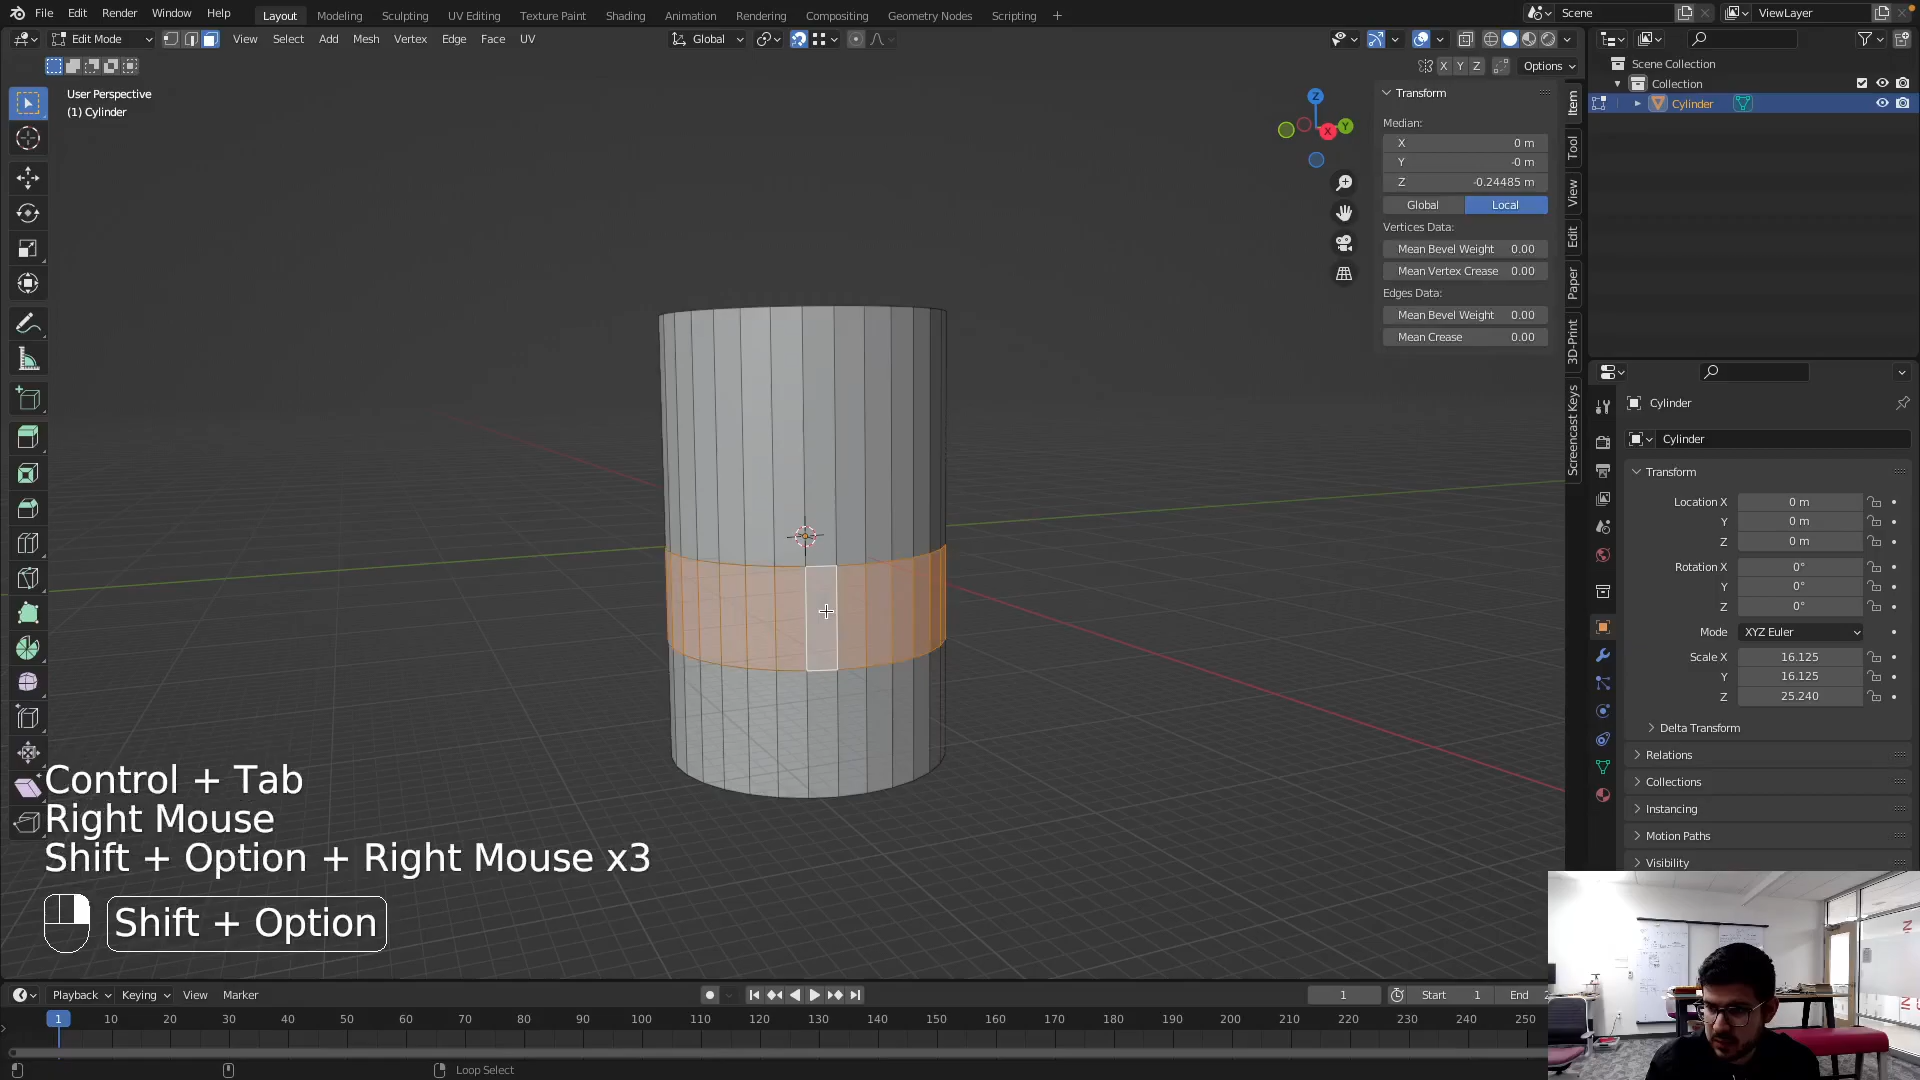 File Edit Render Window Help
Layout Modeling Sculpting UV Editing Texture Paint Shading Animation Rendering Compositing Geometry Nodes Scripting +
Scene
ViewLayer
Edit Mode View Select Add Mesh Vertex Edge Face UV
Global
X Y Z
Options
User Perspective
(1) Cylinder
Z
Y
X
Transform
Median:
X 0 m
Y -0 m
Z -0.24485 m
Global Local
Vertices Data:
Mean Bevel Weight 0.00
Mean Vertex Crease 0.00
Edges Data:
Mean Bevel Weight 0.00
Mean Crease 0.00
Item
Tool
View
Edit
Paper
3D-Print
Screencast Keys
Scene Collection
Collection
Cylinder
Cylinder
Cylinder
Transform
Location X 0 m
Y 0 m
Z 0 m
Rotation X 0°
Y 0°
Z 0°
Mode XYZ Euler
Scale X 16.125
Y 16.125
Z 25.240
Delta Transform
Relations
Collections
Instancing
Motion Paths
Visibility
Control + Tab
Right Mouse
Shift + Option + Right Mouse x3
Shift + Option
Playback Keying View Marker
1
Start 1
End 2
1 10 20 30 40 50 60 70 80 90 100 110 120 130 140 150 160 170 180 190 200 210 220 230 240 250
Loop Select